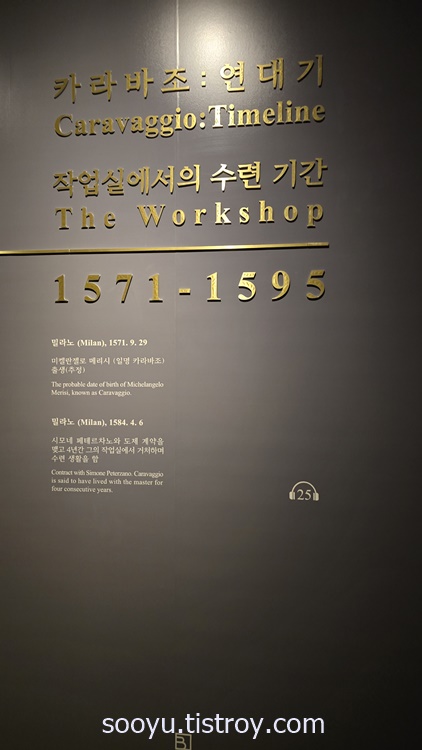 카라바조:연대기
Caravaggio:Timeline
작업실에서의 수련 기간
The Workshop
1571-1595
밀라노 (Milan), 1571. 9. 29
미켈란젤로 메리시 (일명 카라바조)
출생(추정)
The probable date of birth of Michelangelo
Merisi, known as Caravaggio.
밀라노 (Milan), 1584. 4. 6
시모네 페테르차노와 도제 계약을
맺고 4년간 그의 작업실에서 거처하며
수련 생활을 함
Contract with Simone Peterzano. Caravaggio
is said to have lived with the master for
four consecutive years.
25
B.
sooyu.tistroy.com